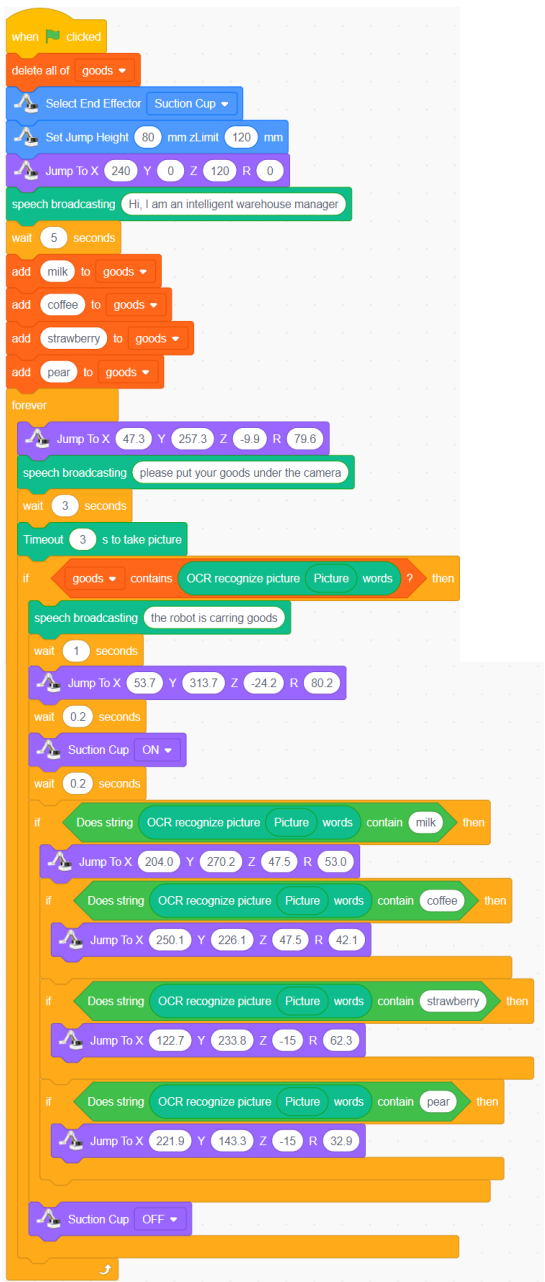 when clicked
delete all of goods
Select End Effector Suction Cup
Set Jump Height 80 mm zLimit 120 mm
Jump To X 240 Y 0 Z 120 R 0
speech broadcasting Hi, I am an intelligent warehouse manager
wait 5 seconds
add milk to goods
add coffee to goods
add strawberry to goods
add pear to goods
forever
Jump To X 47.3 Y 257.3 Z -9.9 R 79.6
speech broadcasting please put your goods under the camera
wait 3 seconds
Timeout 3 s to take picture
if goods contains OCR recognize picture Picture words ? then
speech broadcasting the robot is carring goods
wait 1 seconds
Jump To X 53.7 Y 313.7 Z -24.2 R 80.2
wait 0.2 seconds
Suction Cup ON
wait 0.2 seconds
if Does string OCR recognize picture Picture words contain milk then
Jump To X 204.0 Y 270.2 Z 47.5 R 53.0
if Does string OCR recognize picture Picture words contain coffee then
Jump To X 250.1 Y 226.1 Z 47.5 R 42.1
if Does string OCR recognize picture Picture words contain strawberry then
Jump To X 122.7 Y 233.8 Z -15 R 62.3
if Does string OCR recognize picture Picture words contain pear then
Jump To X 221.9 Y 143.3 Z -15 R 32.9
Suction Cup OFF